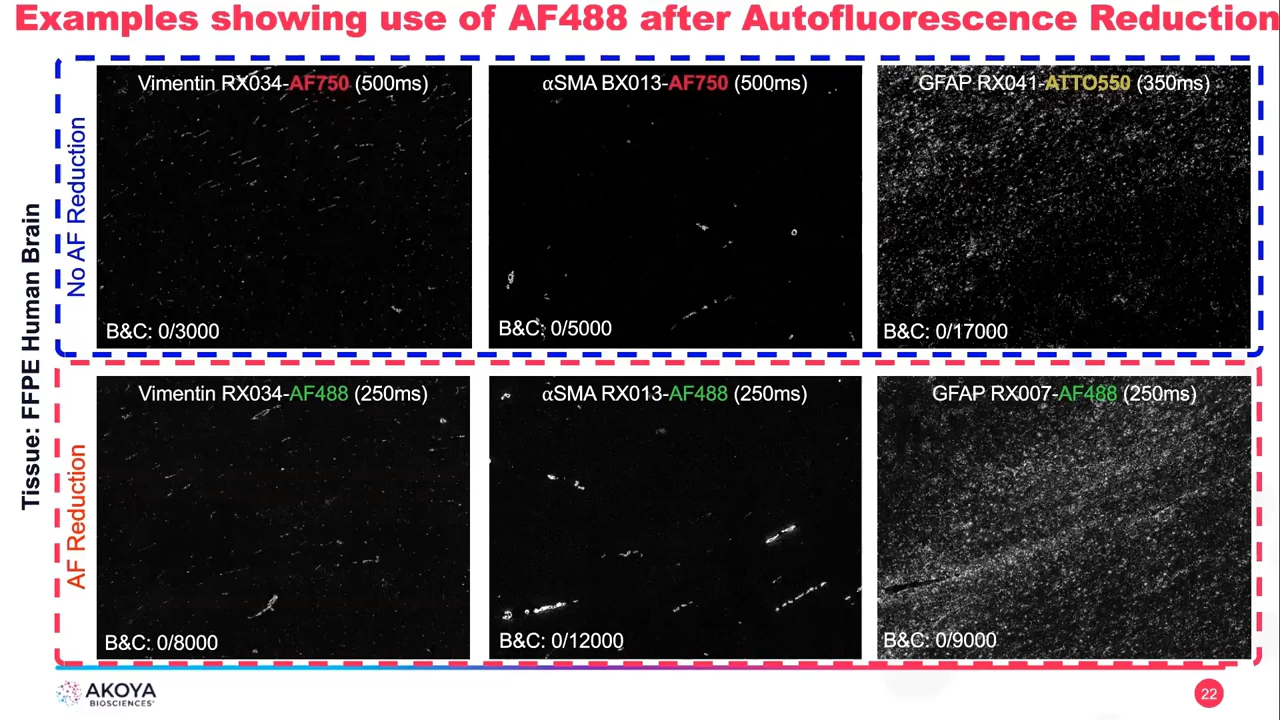 Examples showing use of AF488 after Autofluorescence Reduction
Tissue: FFPE Human Brain
No AF Reduction
Vimentin RX034-AF750 (500ms)
B&C: 0/3000
αSMA BX013-AF750 (500ms)
B&C: 0/5000
GFAP RX041-ATTO550 (350ms)
B&C: 0/17000
AF Reduction
Vimentin RX034-AF488 (250ms)
B&C: 0/8000
αSMA RX013-AF488 (250ms)
B&C: 0/12000
GFAP RX007-AF488 (250ms)
B&C: 0/9000
AKOYA
BIOSCIENCES
22